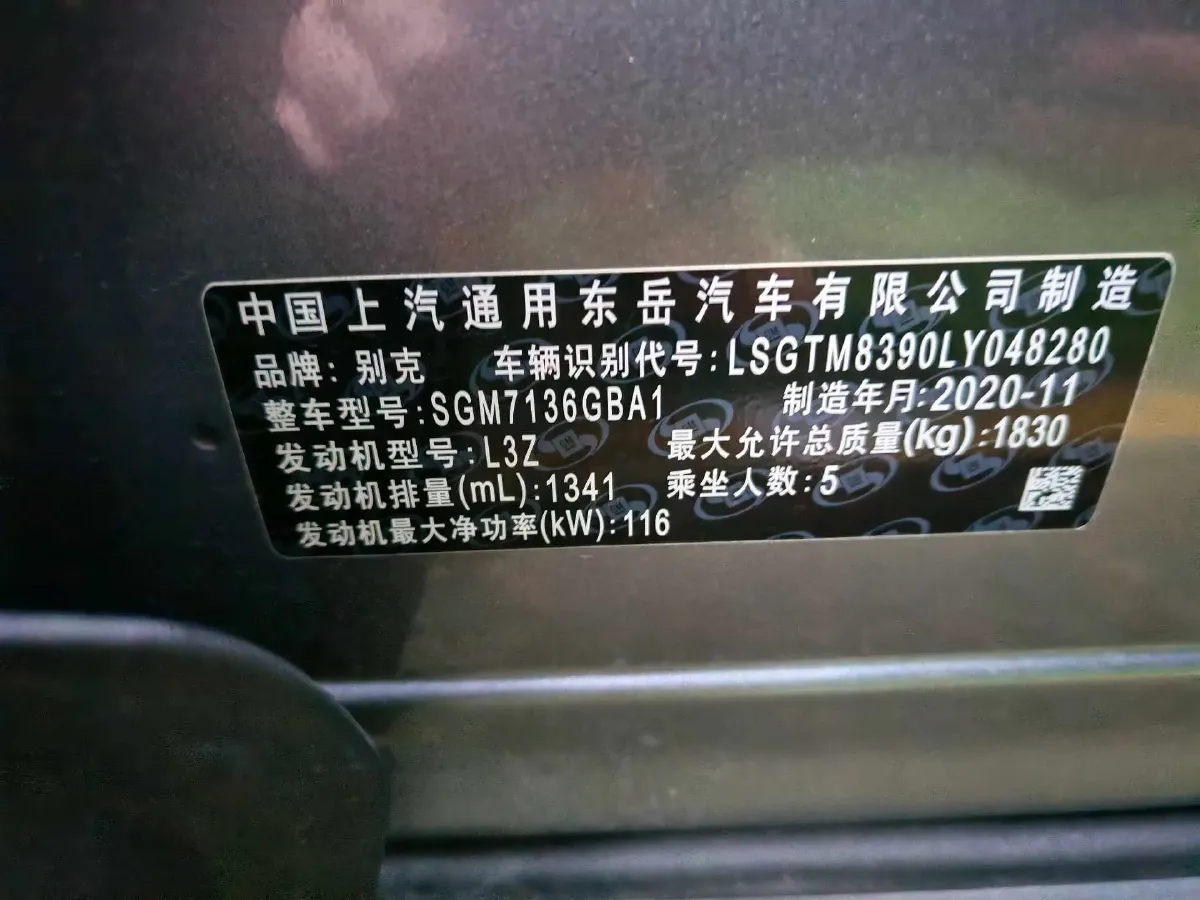 中国上汽通用东岳汽车有限公司制造
品牌: 别克 车辆识别代号: LSGTM8390LY048280
整车型号: SGM7136GBA1 制造年月: 2020-11
发动机型号: L3Z 最大允许总质量(kg): 1830
发动机排量(mL): 1341 乘坐人数: 5
发动机最大净功率(kW): 116